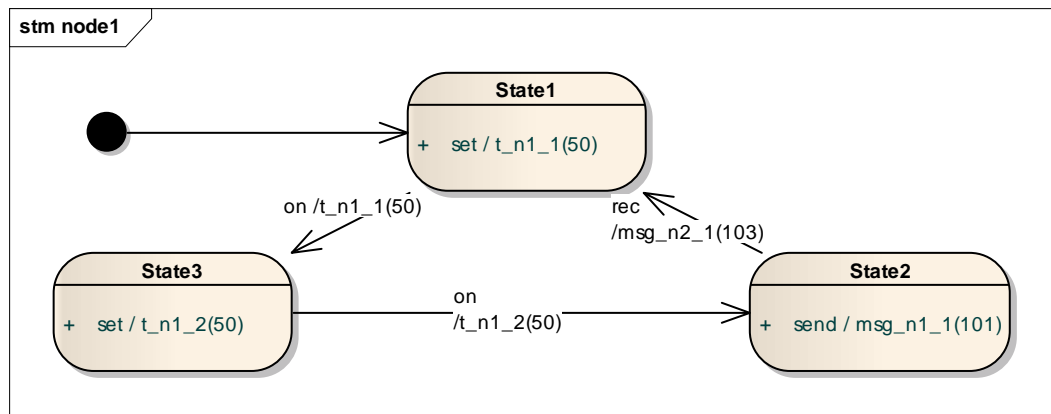 stm node1
State1
+ set / t_n1_1(50)
on /t_n1_1(50)
rec
/msg_n2_1(103)
State3
+ set / t_n1_2(50)
on
/t_n1_2(50)
State2
+ send / msg_n1_1(101)